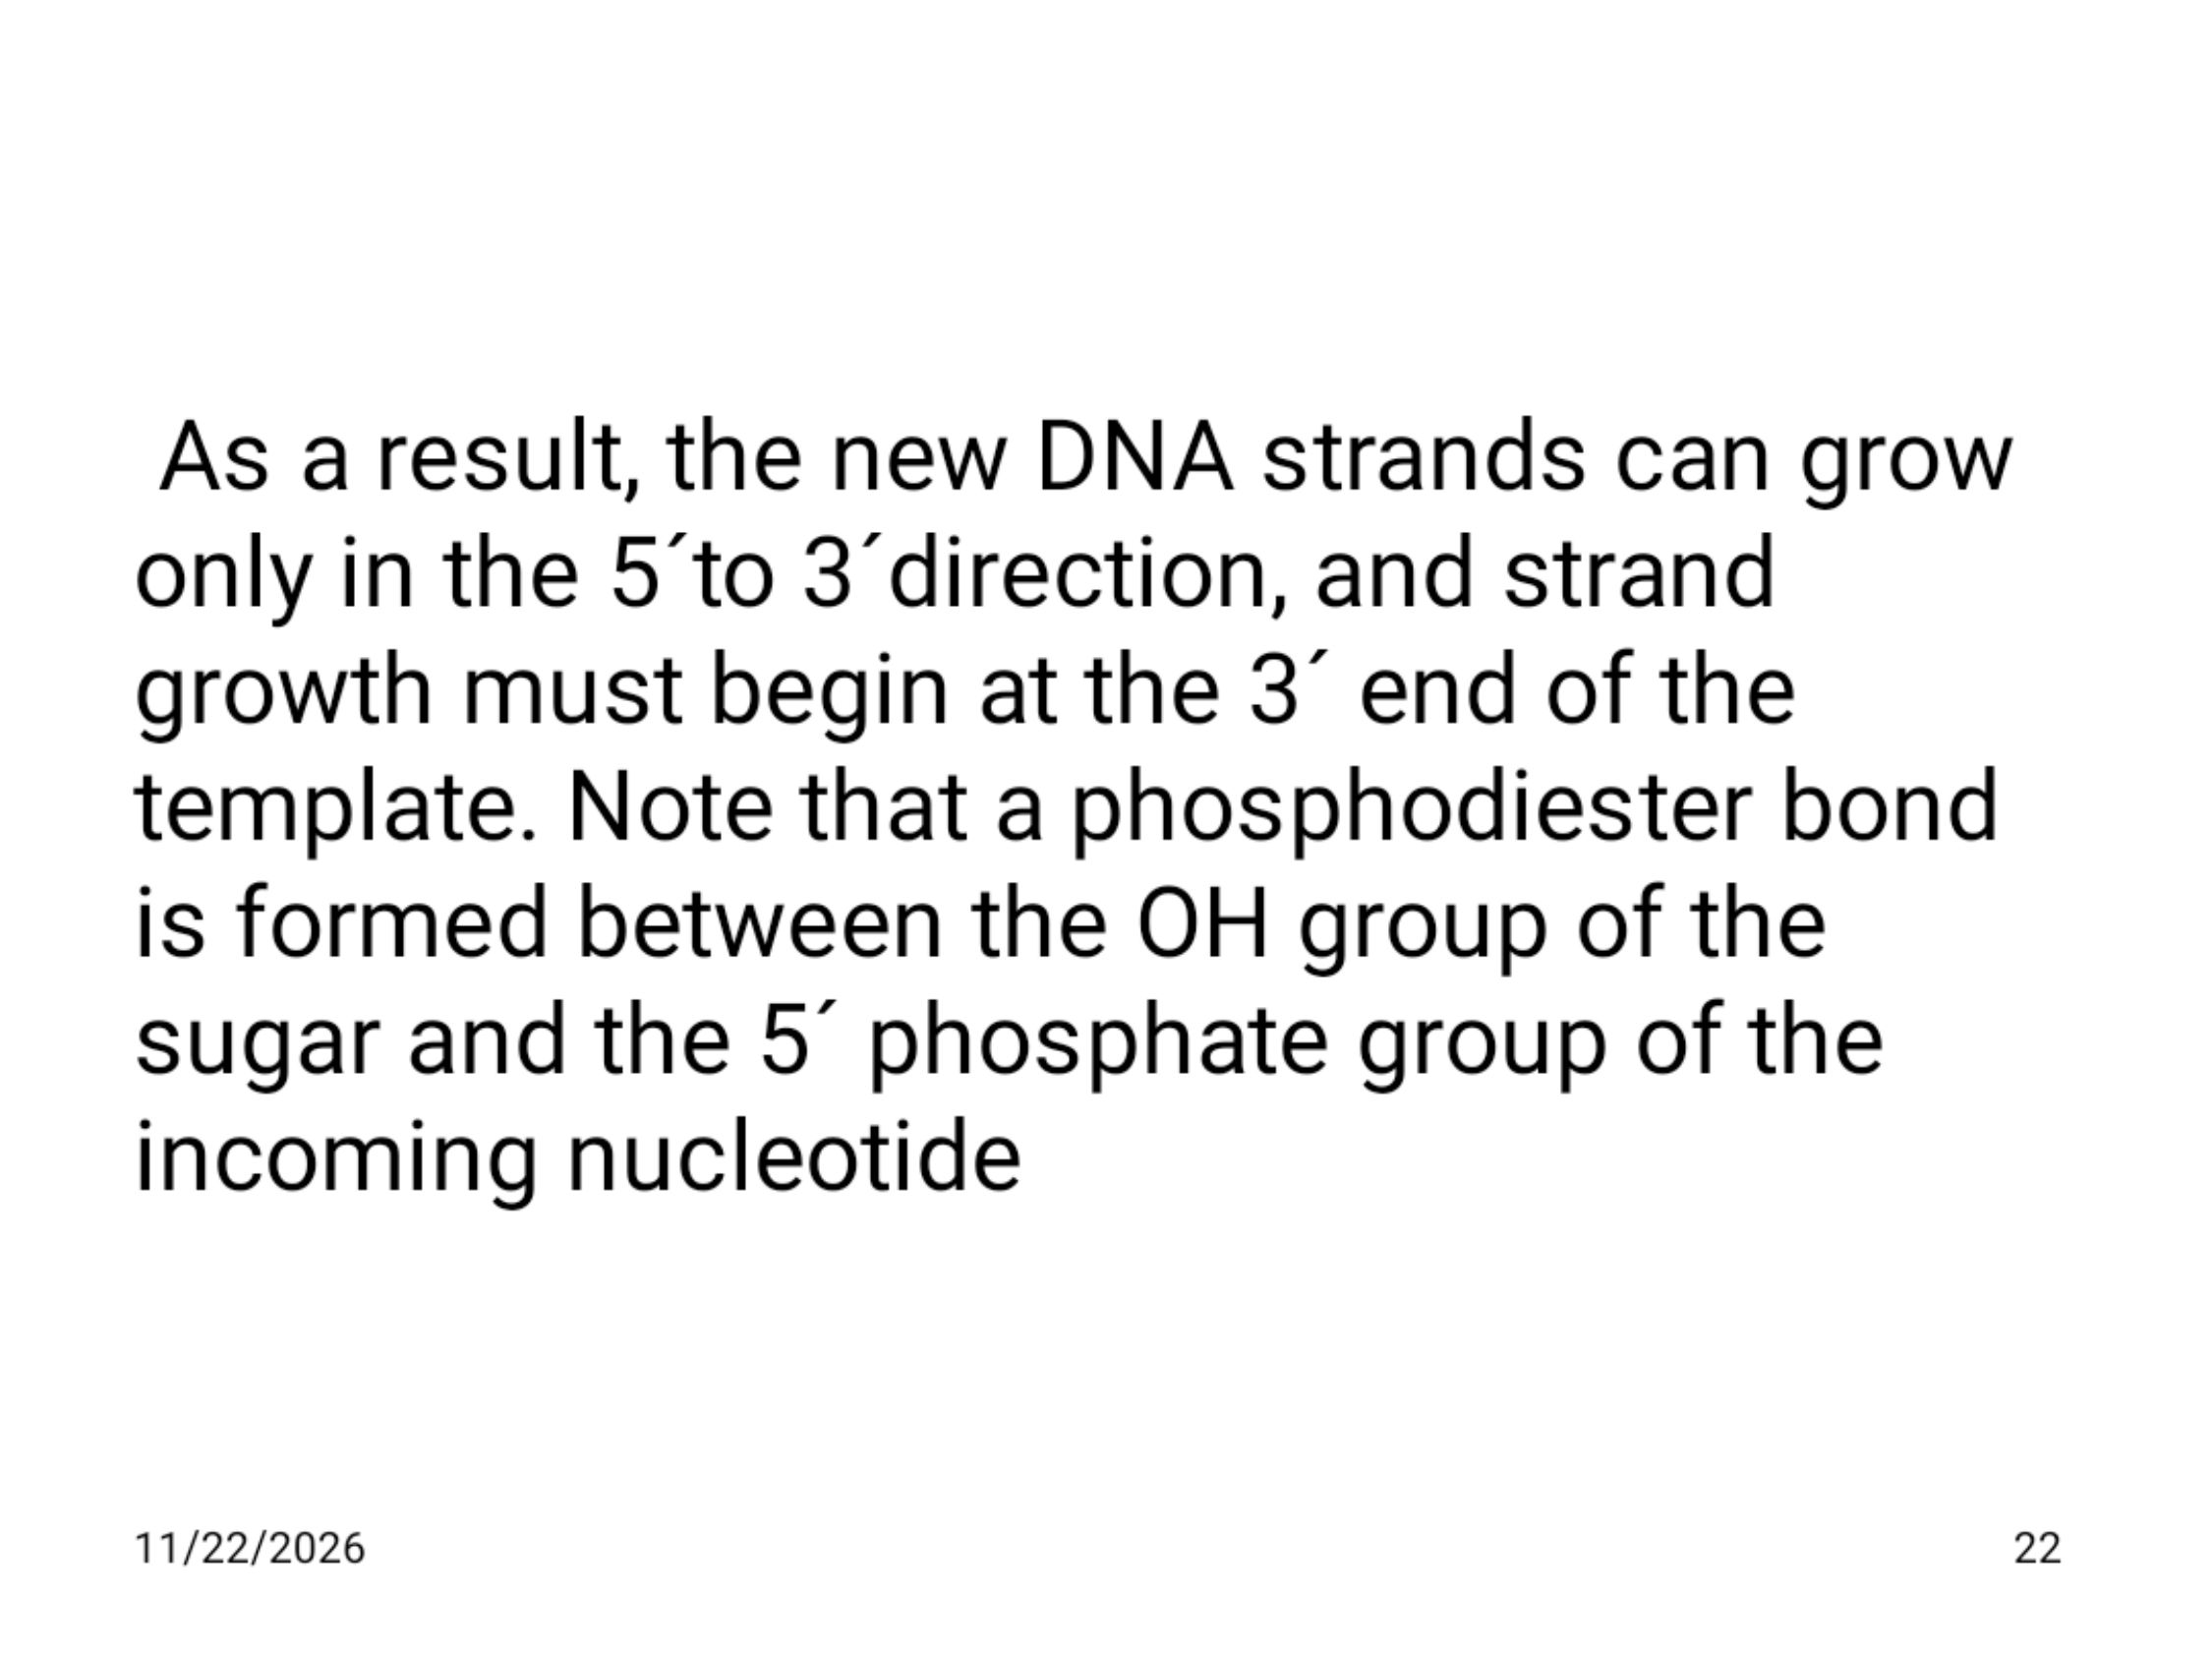 As a result, the new DNA strands can grow
only in the 5´to 3´direction, and strand
growth must begin at the 3´ end of the
template. Note that a phosphodiester bond
is formed between the OH group of the
sugar and the 5´ phosphate group of the
incoming nucleotide
11/22/2026
22